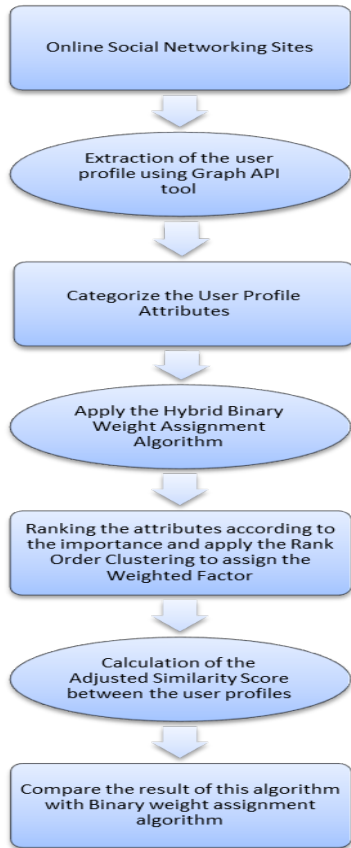 Online Social Networking Sites
Extraction of the user
profile using Graph API
tool
Categorize the User Profile
Attributes
Apply the Hybrid Binary
Weight Assignment
Algorithm
Ranking the attributes according to
the importance and apply the Rank
Order Clustering to assign the
Weighted Factor
Calculation of the
Adjusted Similarity Score
between the user profiles
Compare the result of this algorithm
with Binary weight assignment
algorithm